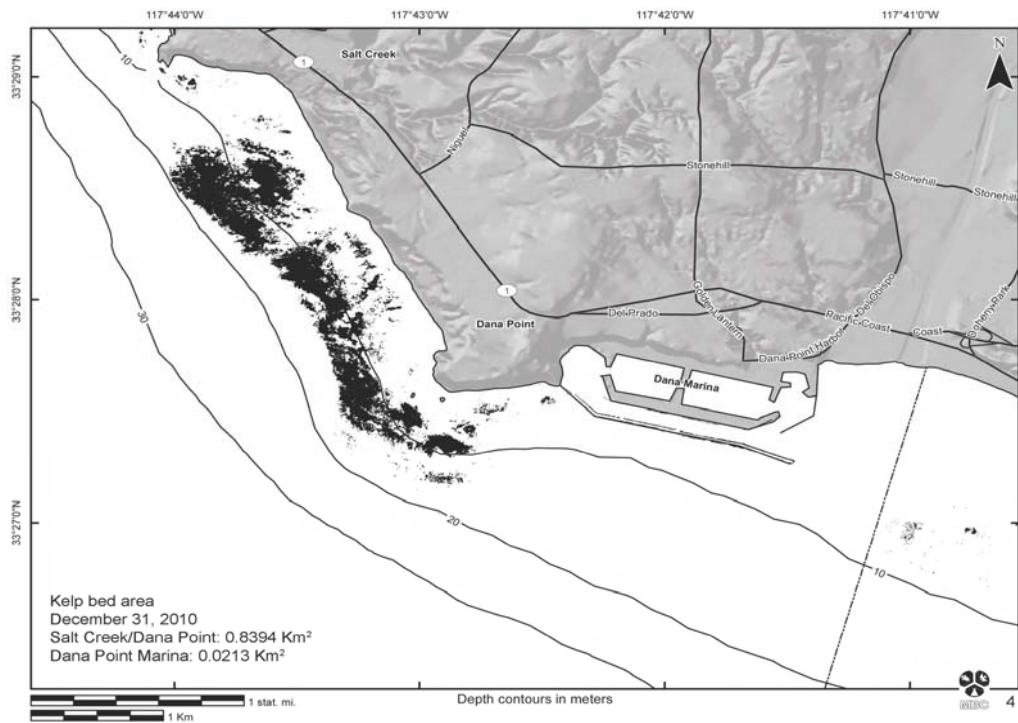 117°44'0"W 117°43'0"W 117°42'0"W 117°41'0"W
N
Salt Creek
1
33°29'0"N
10
Niguel
Stonehill
Stonehill
Stonehill
33°28'0"N
30
1
Dana Point
Del Prado
Golden Lantern
Del Obispo
Pacific Coast
Coast
Doheny Park
Dana Point Harbor
Dana Marina
33°27'0"N
20
10
Kelp bed area
December 31, 2010
Salt Creek/Dana Point: 0.8394 Km²
Dana Point Marina: 0.0213 Km²
1 stat. mi.
1 Km
Depth contours in meters
MBC
4